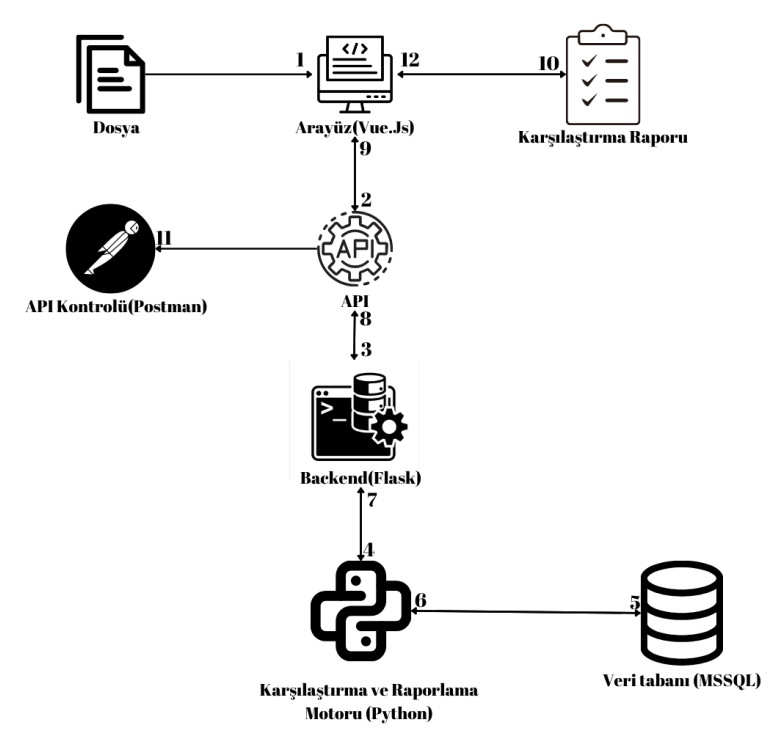 </>
1
12
10
Dosya
Arayüz(Vue.Js)
Karşılaştırma Raporu
9
2
11
API
API Kontrolü(Postman)
API
8
3
>_
Backend(Flask)
7
4
6
5
Karşılaştırma ve Raporlama
Motoru (Python)
Veri tabanı (MSSQL)